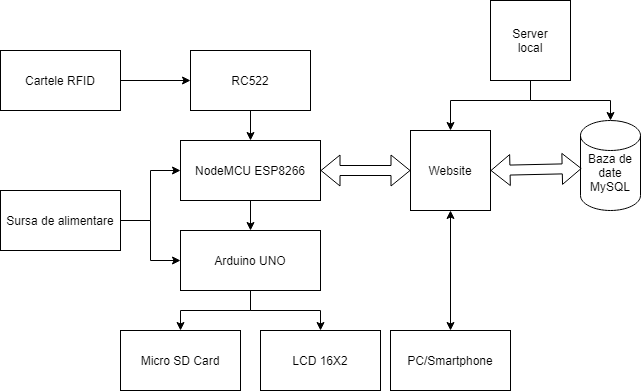 Server
local
Cartele RFID
RC522
NodeMCU ESP8266
Website
Baza de
date
MySQL
Sursa de alimentare
Arduino UNO
Micro SD Card
LCD 16X2
PC/Smartphone